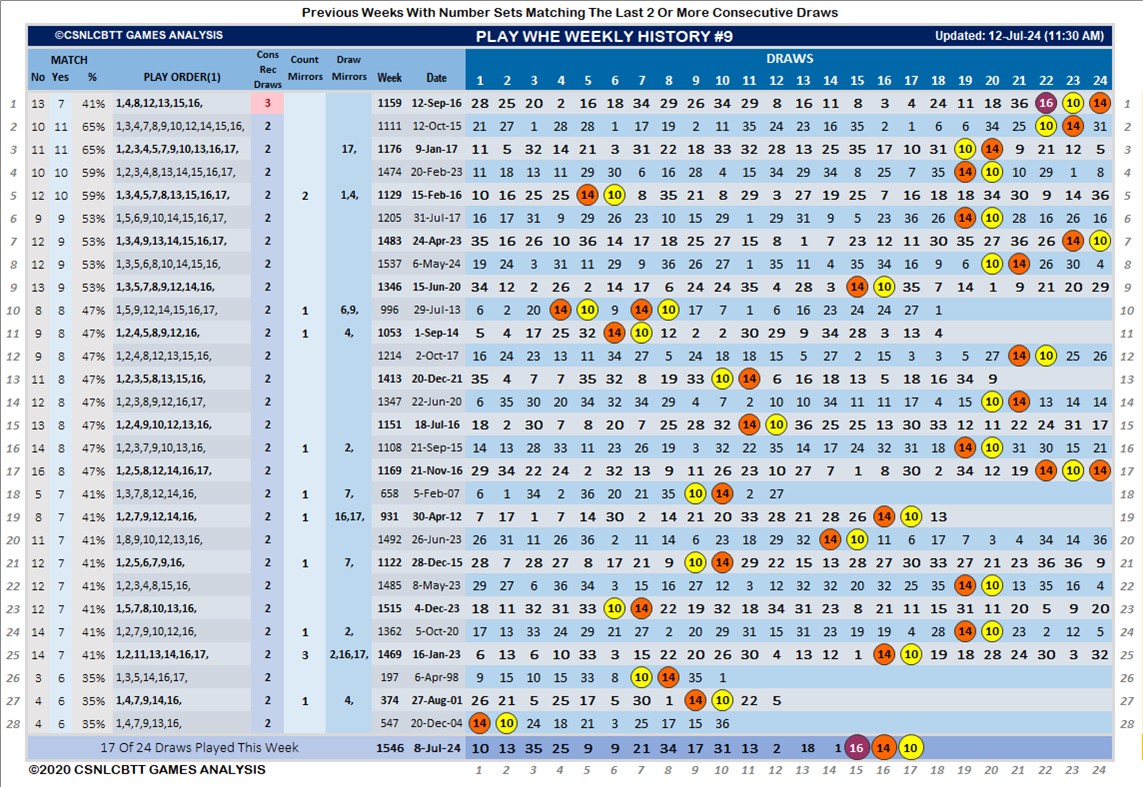 Previous Weeks With Number Sets Matching The Last 2 Or More Consecutive Draws
©CSNLCBTT GAMES ANALYSIS PLAY WHE WEEKLY HISTORY #9 Updated: 12-Jul-24 (11:30 AM)
MATCH Cons Rec Draws Count Mirrors Draw Mirrors DRAWS
No Yes % PLAY ORDER(1) Week Date 1 2 3 4 5 6 7 8 9 10 11 12 13 14 15 16 17 18 19 20 21 22 23 24
1 13 7 41% 1,4,8,12,13,15,16, 3 1159 12-Sep-16 28 25 20 2 16 18 34 29 26 34 29 8 16 11 8 3 4 24 11 18 36 16 10 14 1
2 10 11 65% 1,3,4,7,8,9,10,12,14,15,16, 2 1111 12-Oct-15 21 27 1 28 28 1 17 19 2 11 35 24 23 16 35 2 1 6 6 34 25 10 14 31 2
3 11 11 65% 1,2,3,4,5,7,9,10,13,16,17, 2 17, 1176 9-Jan-17 11 5 32 14 21 3 31 22 18 33 32 28 13 25 35 17 10 31 10 14 9 21 12 5 3
4 10 10 59% 1,2,3,4,8,13,14,15,16,17, 2 1474 20-Feb-23 11 18 13 11 29 30 6 16 28 4 15 34 29 34 8 25 7 35 14 10 10 29 1 8 4
5 12 10 59% 1,3,4,5,7,8,13,15,16,17, 2 2 1,4, 1129 15-Feb-16 10 16 25 25 14 10 8 35 21 8 29 3 27 19 25 7 16 18 18 34 30 9 14 36 5
6 9 9 53% 1,5,6,9,10,14,15,16,17, 2 1205 31-Jul-17 16 17 31 9 29 26 23 10 15 29 1 29 31 9 5 23 36 26 14 10 28 16 26 16 6
7 12 9 53% 1,3,4,9,13,14,15,16,17, 2 1483 24-Apr-23 35 16 26 10 36 14 17 18 25 27 15 13 8 1 7 23 12 11 30 35 27 36 26 14 10 7
8 12 9 53% 1,3,5,6,8,10,14,15,16, 2 1537 6-May-24 19 24 3 31 11 29 9 36 26 27 1 35 11 4 35 34 16 9 6 10 14 26 30 4 8
9 13 9 53% 1,3,5,7,8,9,12,14,16, 2 1346 15-Jun-20 34 12 2 26 2 14 17 6 24 24 35 4 28 3 14 10 35 7 14 1 9 21 20 29 9
10 8 8 47% 1,5,9,12,14,15,16,17, 2 1 6,9, 996 29-Jul-13 6 2 20 14 10 9 14 10 17 7 1 6 16 23 24 24 27 1 10
11 9 8 47% 1,2,4,5,8,9,12,16, 2 1 4, 1053 1-Sep-14 5 4 17 25 32 14 10 12 2 2 30 29 9 34 28 3 13 4 11
12 9 8 47% 1,2,4,8,12,13,15,16, 2 1214 2-Oct-17 16 24 23 13 11 34 27 5 24 18 18 15 5 27 2 15 3 3 5 27 14 10 25 26 12
13 11 8 47% 1,2,3,5,8,13,15,16, 2 1413 20-Dec-21 35 4 7 7 35 32 8 19 33 10 14 6 16 18 13 5 18 16 34 9 13
14 12 8 47% 1,2,3,8,9,12,16,17, 2 1347 22-Jun-20 6 35 30 20 34 32 34 29 4 7 2 10 10 34 11 11 17 4 15 10 14 13 14 14 14
15 13 8 47% 1,2,4,9,10,12,13,16, 2 1151 18-Jul-16 18 2 30 7 8 20 7 25 28 32 14 10 36 25 25 13 30 33 12 11 22 24 31 17 15
16 14 8 47% 1,2,3,7,9,10,13,16, 2 1 2, 1108 21-Sep-15 14 13 28 33 11 23 26 19 3 32 22 35 14 17 24 32 31 18 14 10 31 30 15 21 16
17 16 8 47% 1,2,5,8,12,14,16,17, 2 1169 21-Nov-16 29 34 22 24 2 32 13 9 11 26 23 10 27 7 1 8 30 2 34 12 19 14 10 14 17
18 5 7 41% 1,3,7,8,12,14,16, 2 1 7, 658 5-Feb-07 6 1 34 2 36 20 21 35 10 14 2 27 18
19 8 7 41% 1,2,7,9,12,14,16, 2 1 16,17, 931 30-Apr-12 7 17 1 7 14 30 2 14 21 20 33 28 21 28 26 14 10 13 19
20 11 7 41% 1,8,9,10,12,13,16, 2 1492 26-Jun-23 26 31 11 26 36 2 11 14 6 23 18 29 32 14 10 11 6 17 7 3 4 34 14 36 20
21 12 7 41% 1,2,5,6,7,9,16, 2 1 7, 1122 28-Dec-15 28 7 28 27 8 17 21 9 10 14 29 22 15 13 28 27 30 33 27 21 23 36 36 9 21
22 12 7 41% 1,2,3,4,8,15,16, 2 1485 8-May-23 29 27 6 36 34 3 15 16 27 12 3 12 32 32 20 32 25 35 14 10 13 35 16 4 22
23 12 7 41% 1,5,7,8,10,13,16, 2 1515 4-Dec-23 18 11 32 31 33 10 14 22 19 32 18 34 31 23 8 21 11 15 31 11 20 5 9 20 23
24 14 7 41% 1,2,7,9,10,12,16, 2 1 2, 1362 5-Oct-20 17 13 33 24 29 21 27 2 20 29 31 15 31 23 19 19 4 28 14 10 23 2 12 5 24
25 14 7 41% 1,2,11,13,14,16,17, 2 3 2,16,17, 1469 16-Jan-23 6 13 6 10 33 3 15 22 20 26 30 4 13 12 1 14 10 19 18 28 24 30 3 32 25
26 3 6 35% 1,3,5,14,16,17, 2 197 6-Apr-98 9 15 10 15 33 8 10 14 35 1 26
27 4 6 35% 1,4,7,9,14,16, 2 1 4, 374 27-Aug-01 26 21 5 25 17 5 30 1 14 10 22 5 27
28 4 6 35% 1,4,7,9,13,16, 2 547 20-Dec-04 14 10 24 18 21 3 25 17 15 36 28
17 Of 24 Draws Played This Week 1546 8-Jul-24 10 13 35 25 9 9 21 34 17 31 13 2 18 1 16 14 10
©2020 CSNLCBTT GAMES ANALYSIS 1 2 3 4 5 6 7 8 9 10 11 12 13 14 15 16 17 18 19 20 21 22 23 24